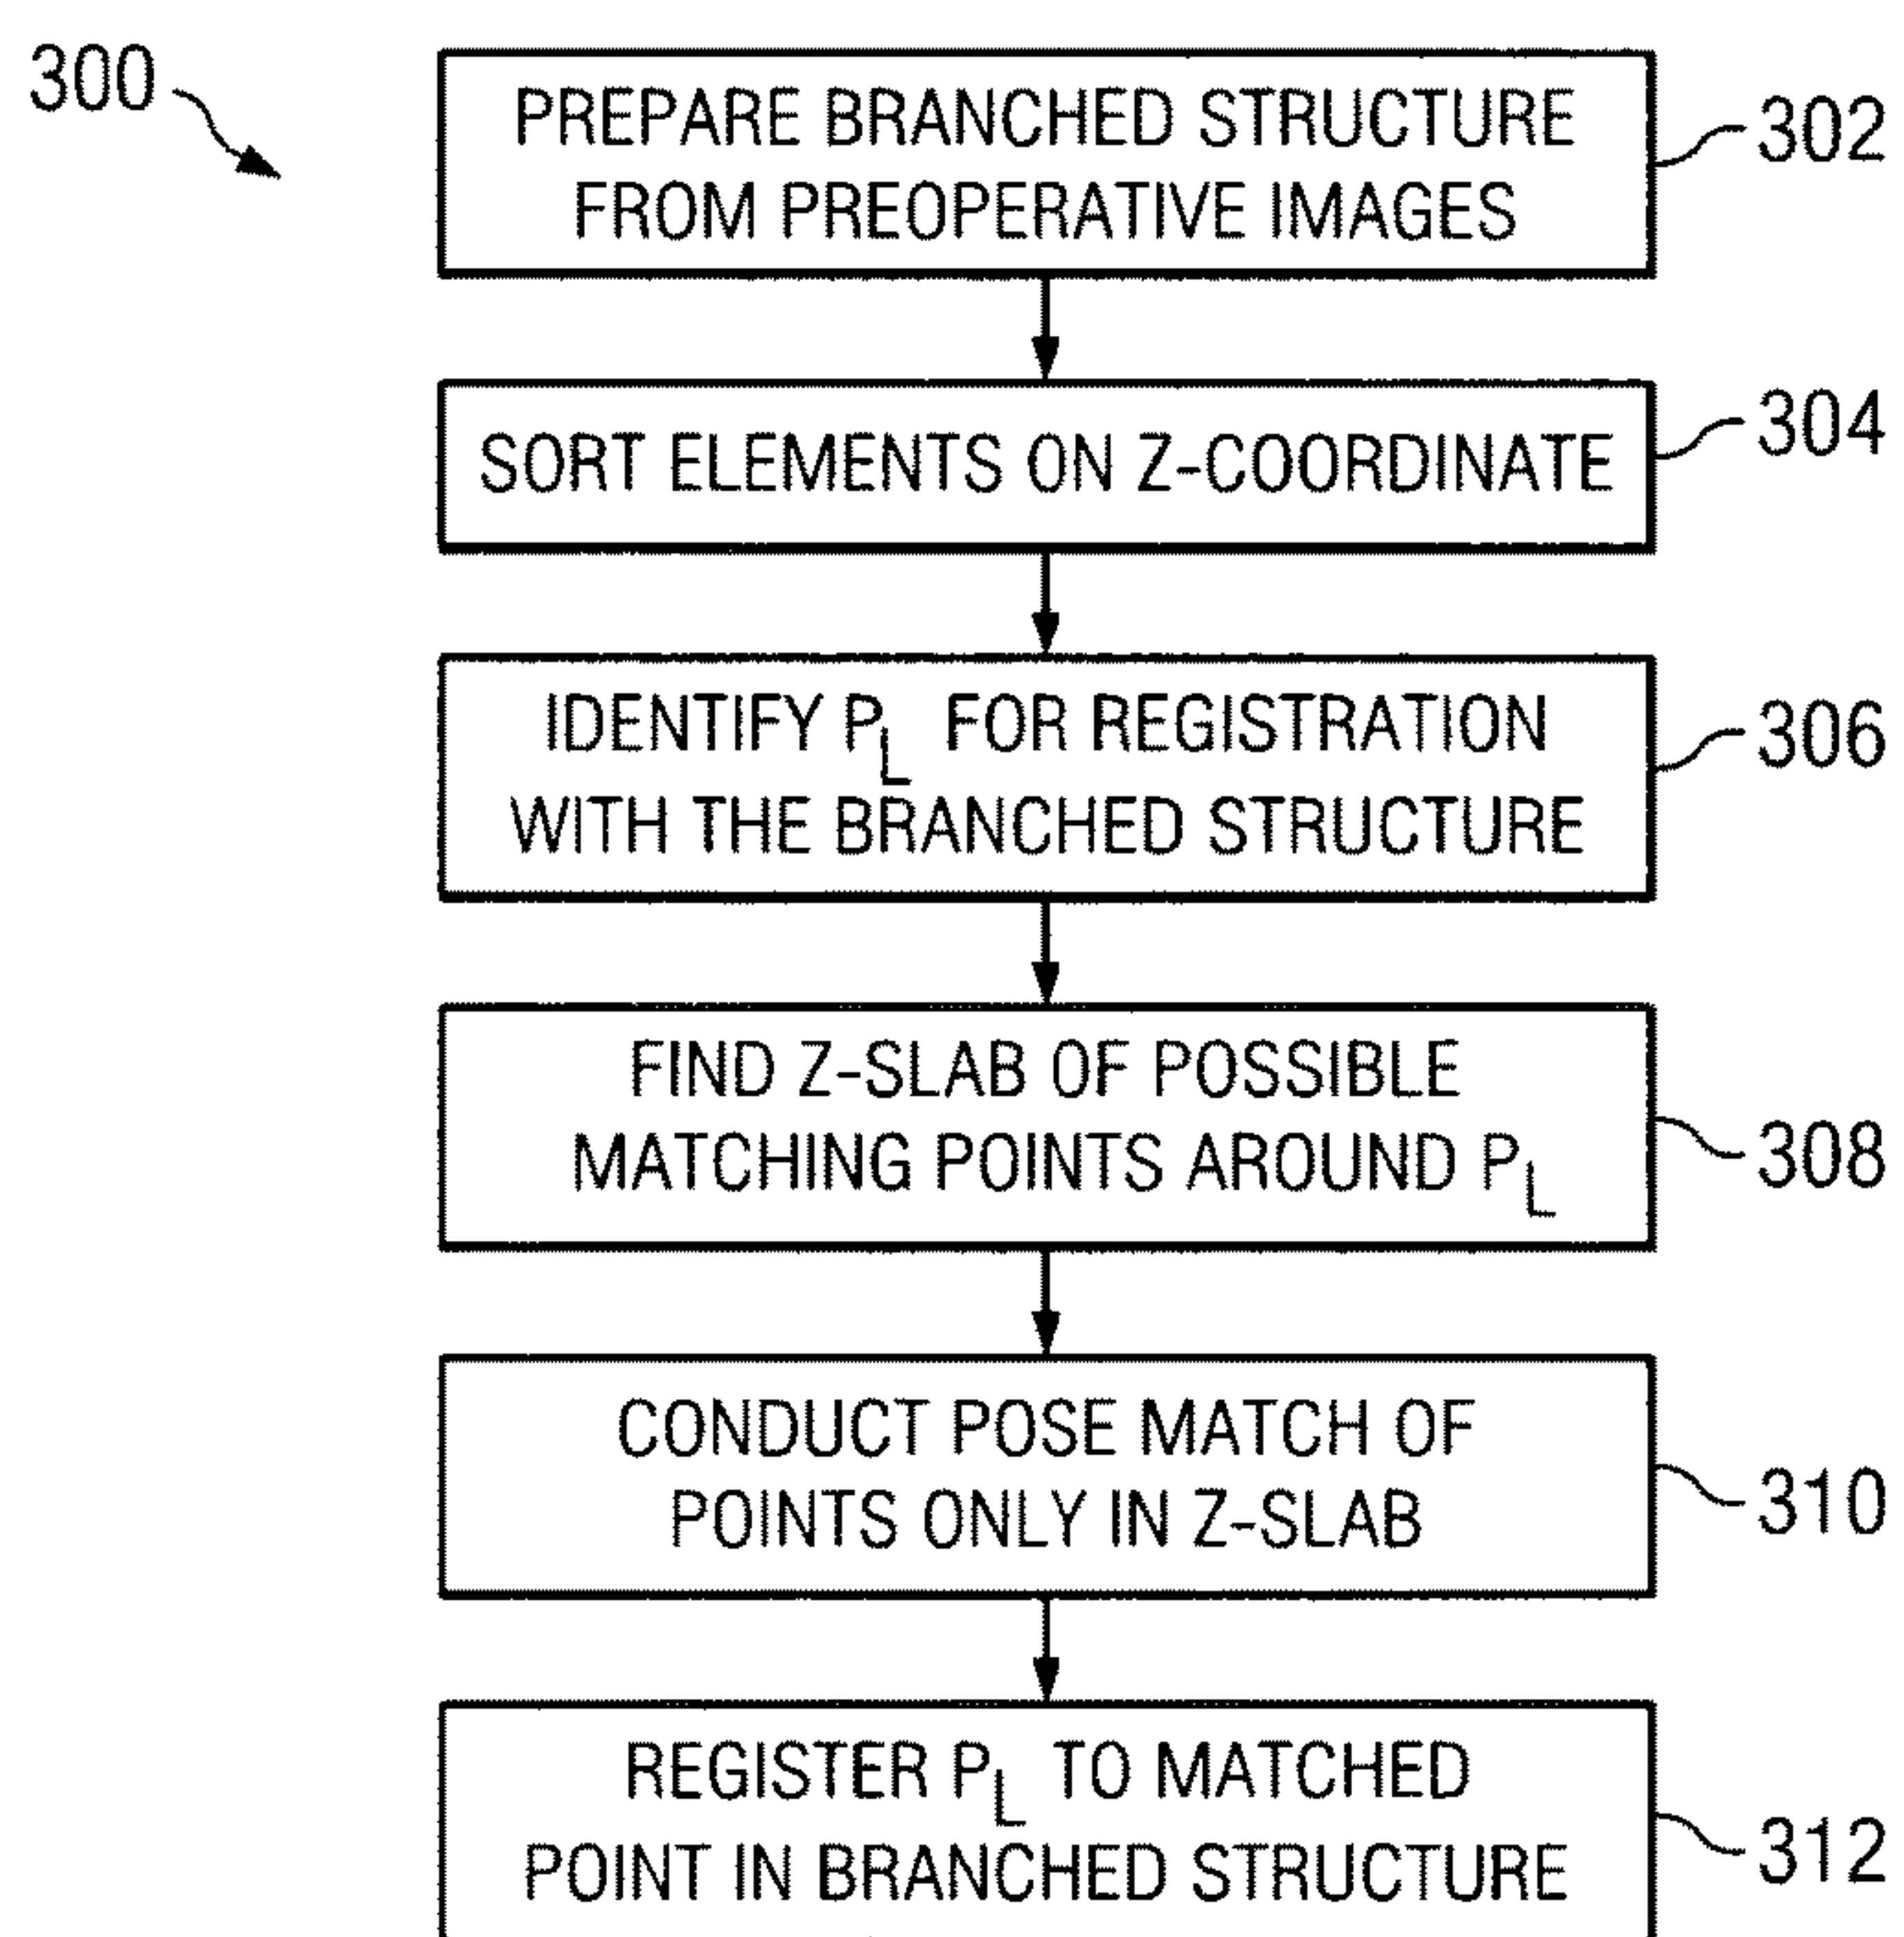 300
PREPARE BRANCHED STRUCTURE
FROM PREOPERATIVE IMAGES
302
SORT ELEMENTS ON Z-COORDINATE
304
IDENTIFY PL FOR REGISTRATION
WITH THE BRANCHED STRUCTURE
306
FIND Z-SLAB OF POSSIBLE
MATCHING POINTS AROUND PL
308
CONDUCT POSE MATCH OF
POINTS ONLY IN Z-SLAB
310
REGISTER PL TO MATCHED
POINT IN BRANCHED STRUCTURE
312